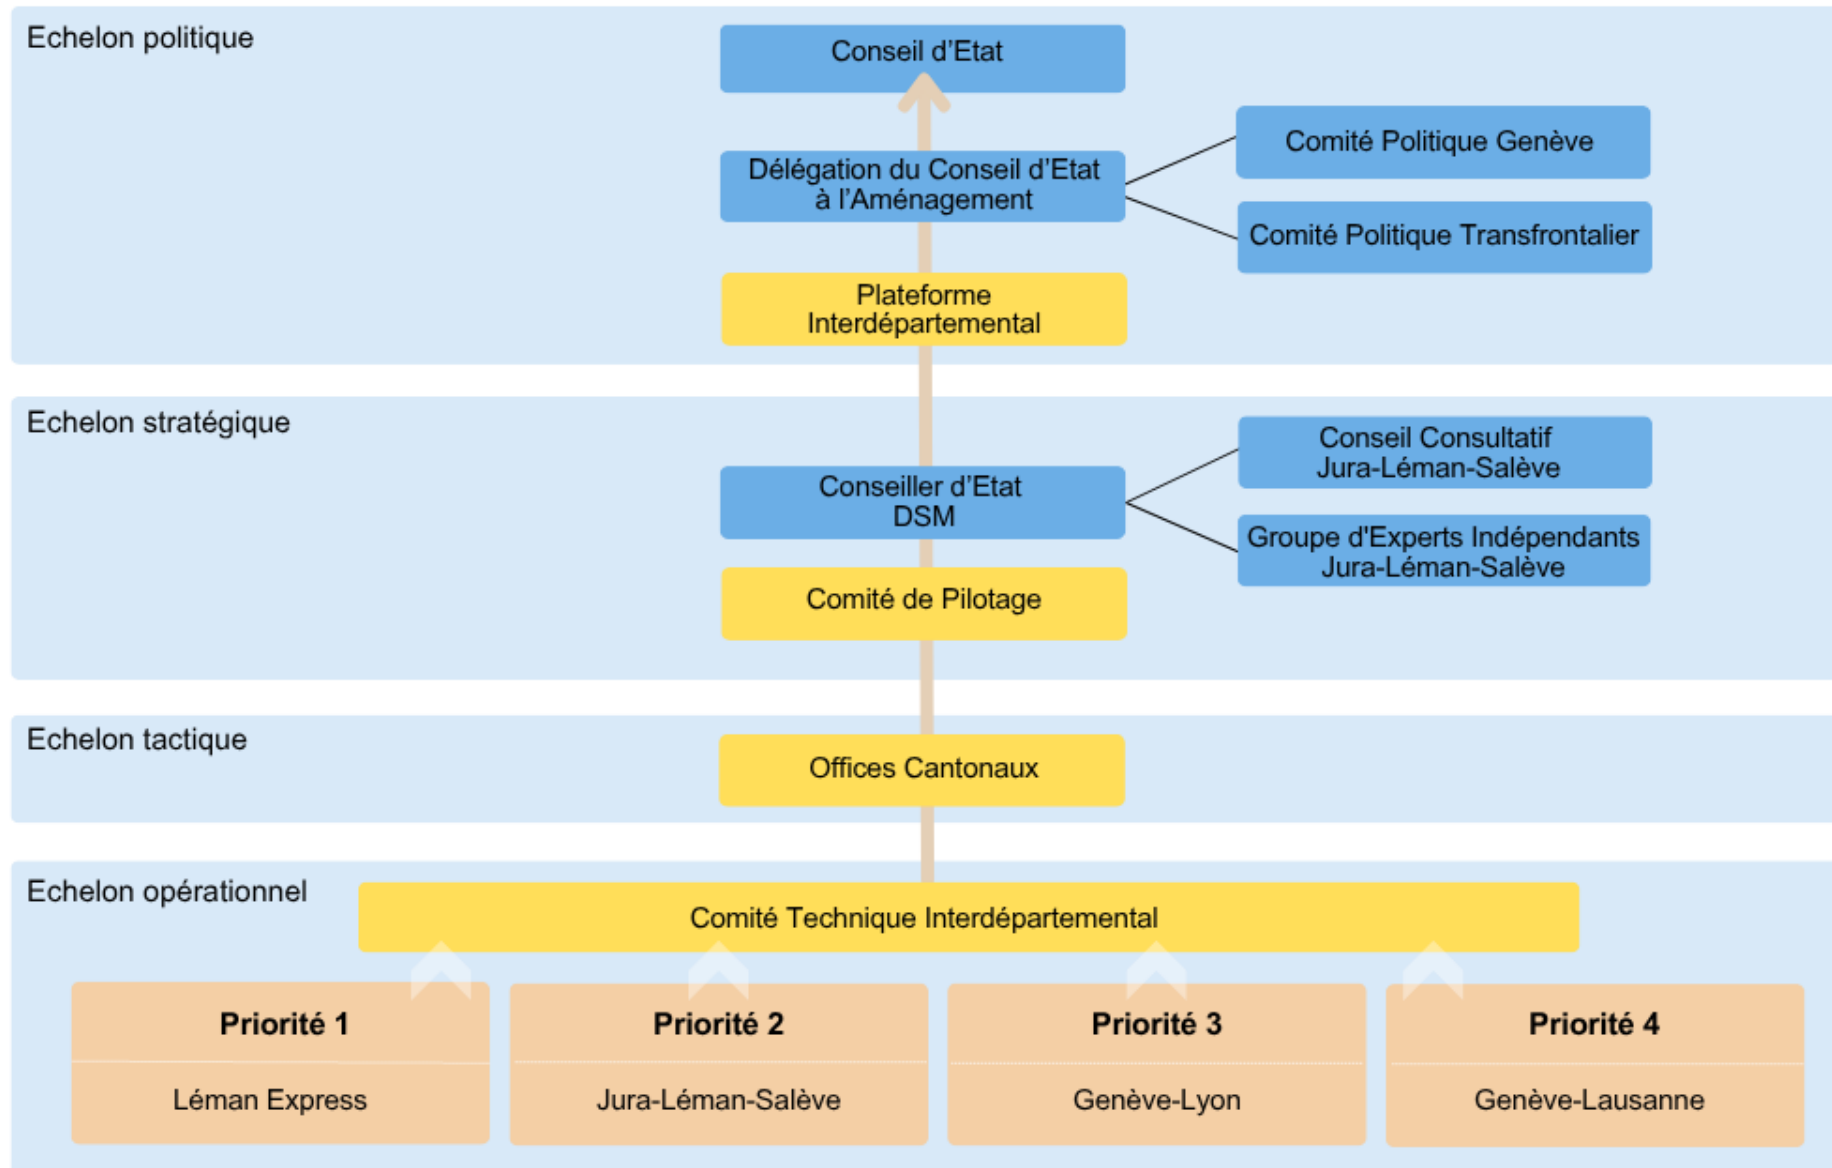 Echelon politique
Conseil d'Etat
Délégation du Conseil d'Etat
à l'Aménagement
Comité Politique Genève
Comité Politique Transfrontalier
Plateforme
Interdépartemental
Echelon stratégique
Conseiller d'Etat
DSM
Conseil Consultatif
Jura-Léman-Salève
Groupe d'Experts Indépendants
Jura-Léman-Salève
Comité de Pilotage
Echelon tactique
Offices Cantonaux
Echelon opérationnel
Comité Technique Interdépartemental
Priorité 1
Léman Express
Priorité 2
Jura-Léman-Salève
Priorité 3
Genève-Lyon
Priorité 4
Genève-Lausanne